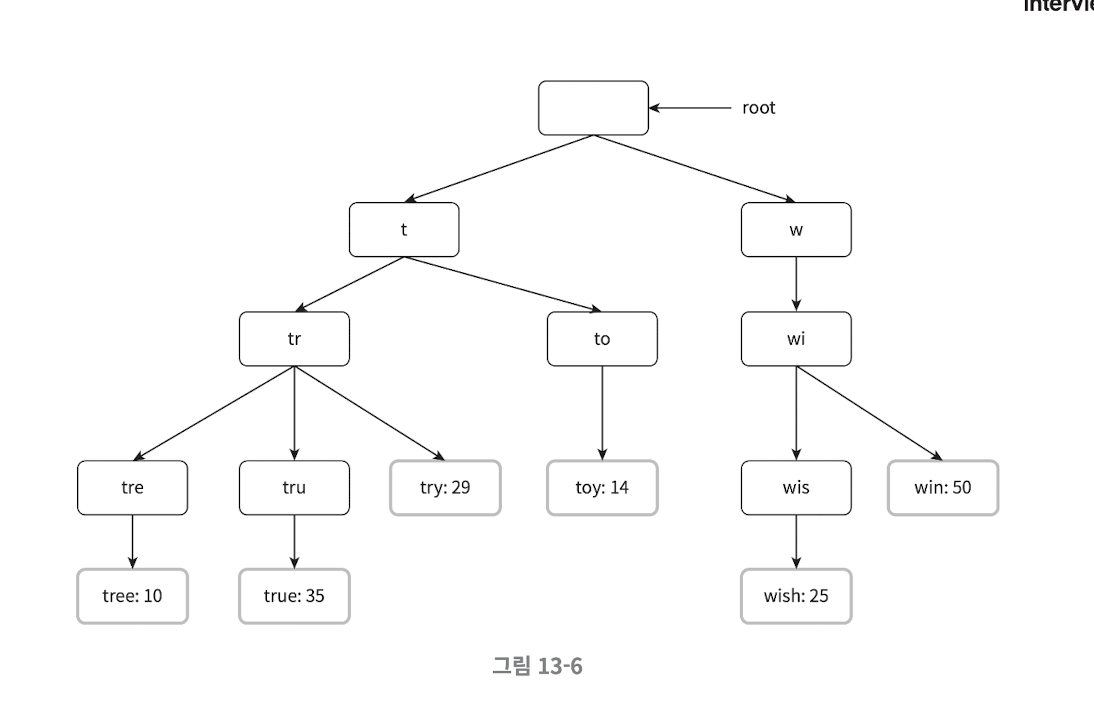 root
t
w
tr
to
wi
tre
tru
try: 29
toy: 14
wis
win: 50
tree: 10
true: 35
wish: 25
그림 13-6